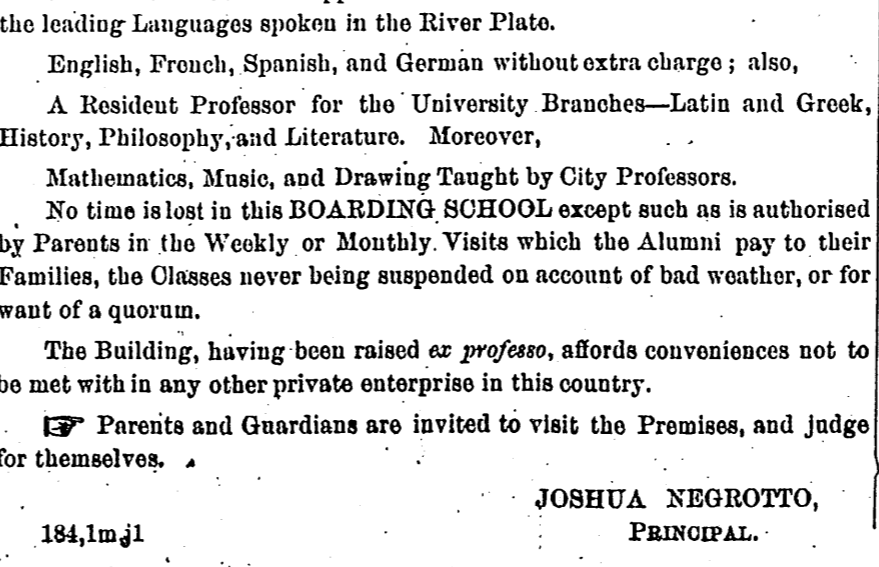 the leading Languages spoken in the River Plate.
English, French, Spanish, and German without extra charge; also,
A Resident Professor for the University Branches—Latin and Greek,
History, Philosophy, and Literature. Moreover,
Mathematics, Music, and Drawing Taught by City Professors.
No time is lost in this BOARDING SCHOOL except such as is authorised
by Parents in the Weekly or Monthly Visits which the Alumni pay to their
Families, the Classes never being suspended on account of bad weather, or for
want of a quorum.
The Building, having been raised ex professo, affords conveniences not to
be met with in any other private enterprise in this country.
☞ Parents and Guardians are invited to visit the Premises, and judge
for themselves.
JOSHUA NEGROTTO,
184,1mj1 PRINCIPAL.